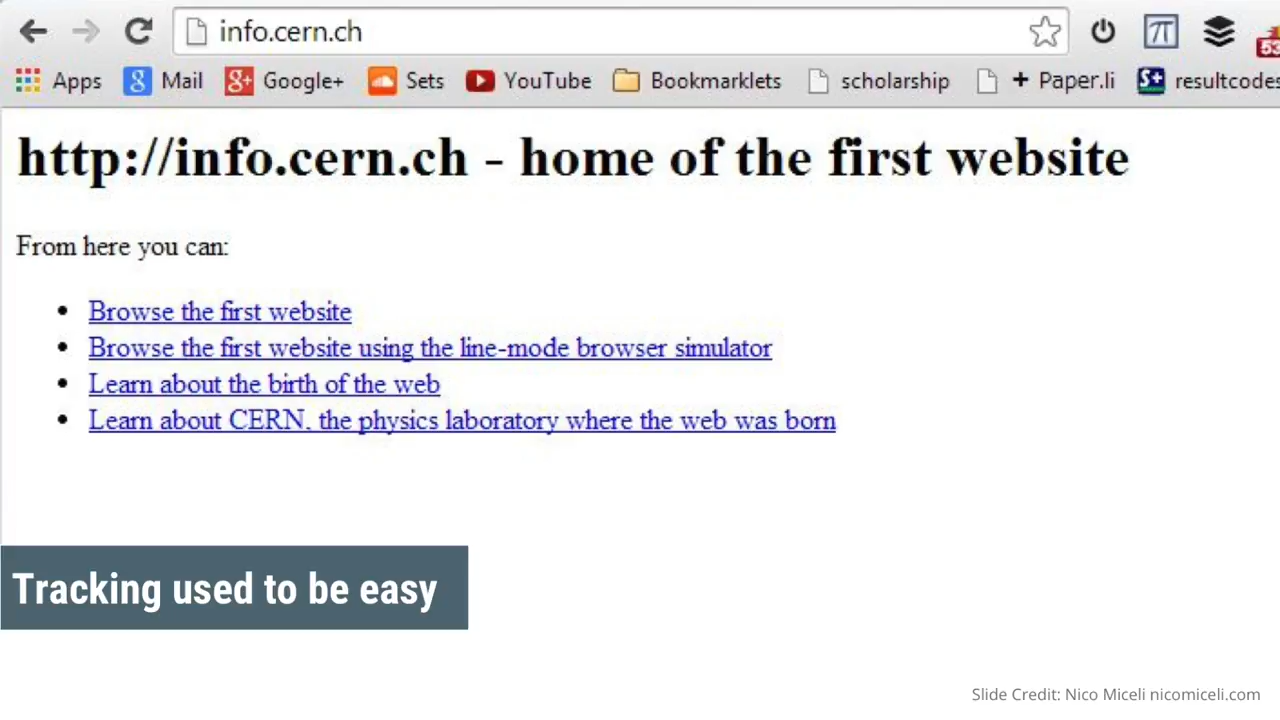 info.cern.ch
Apps Mail Google+ Sets YouTube Bookmarklets scholarship + Paper.li resultcodes
http://info.cern.ch - home of the first website
From here you can:
• Browse the first website
• Browse the first website using the line-mode browser simulator
• Learn about the birth of the web
• Learn about CERN, the physics laboratory where the web was born
Tracking used to be easy
Slide Credit: Nico Miceli nicomiceli.com